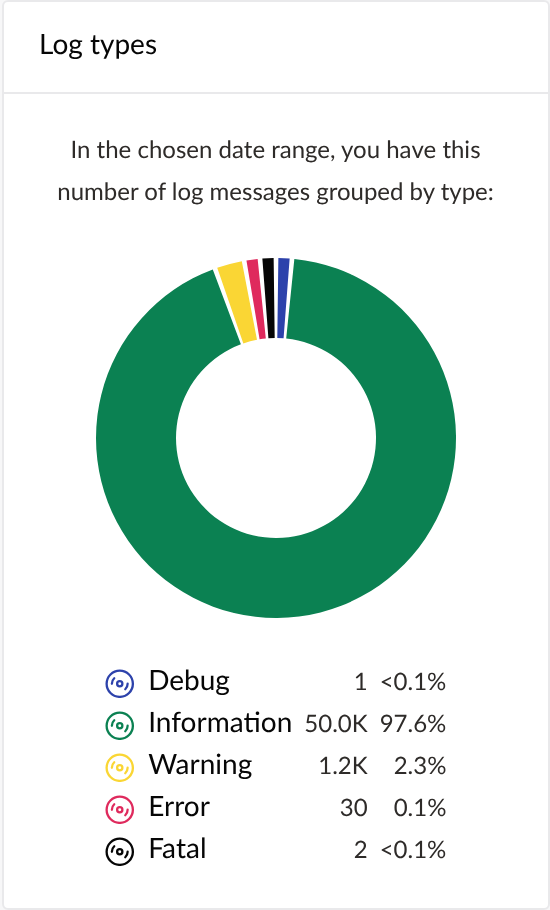 Log types
In the chosen date range, you have this
number of log messages grouped by type:
Debug 1 <0.1%
Information 50.0K 97.6%
Warning 1.2K 2.3%
Error 30 0.1%
Fatal 2 <0.1%